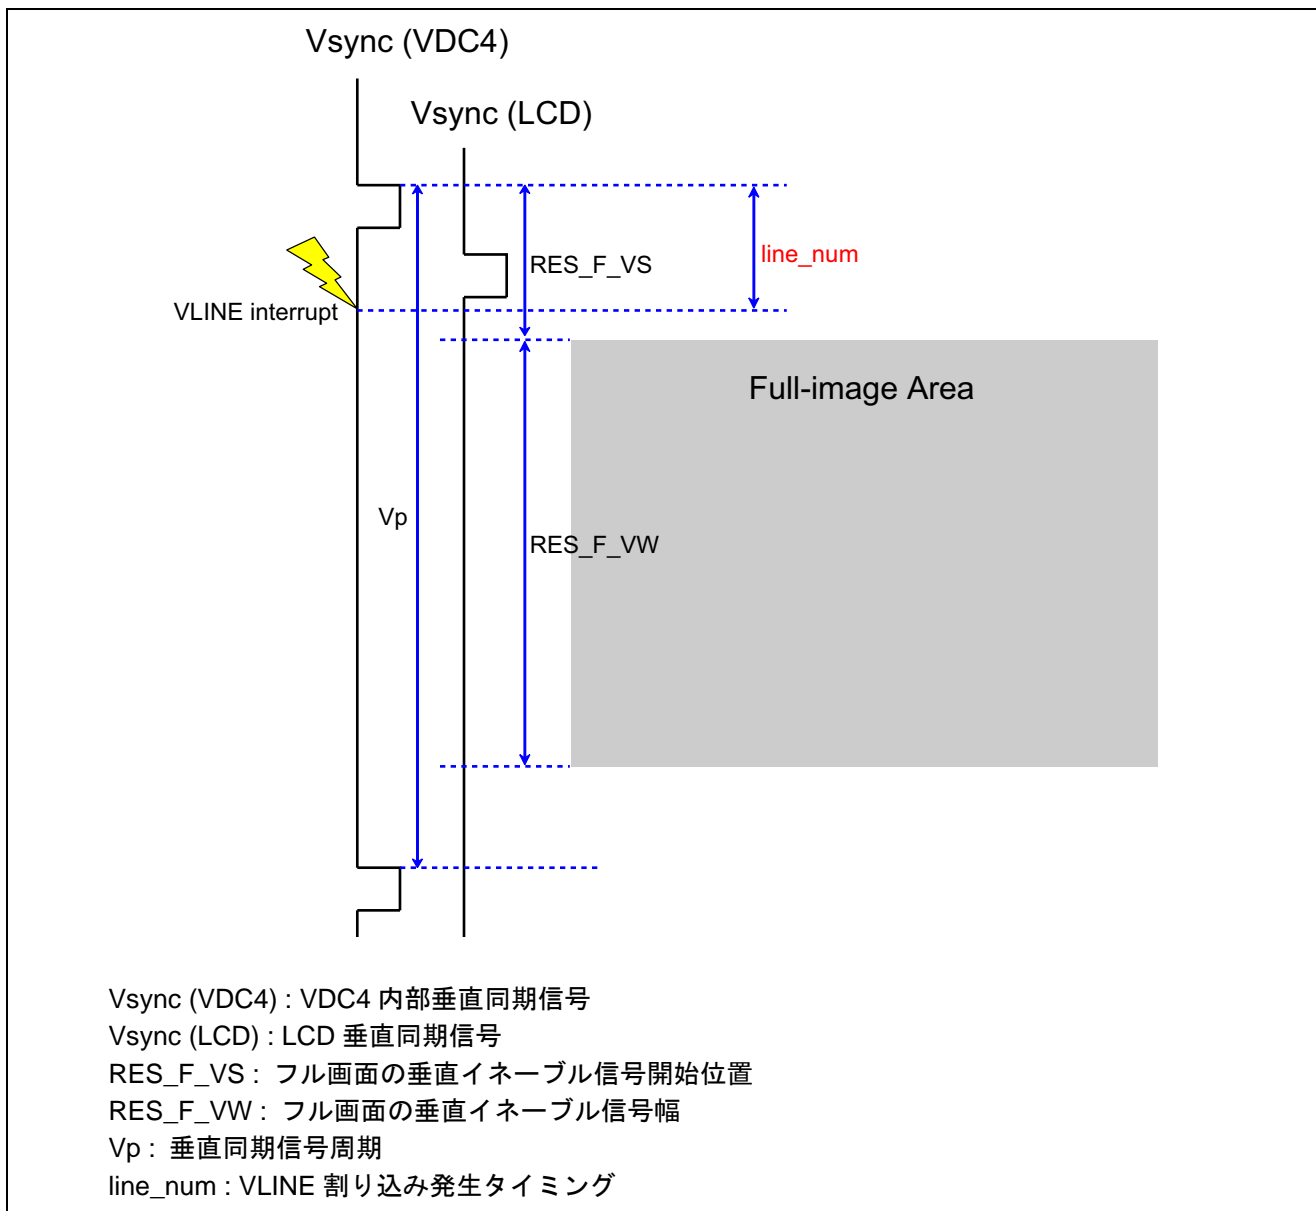 Vsync (VDC4)
Vsync (LCD)
line_num
RES_F_VS
VLINE interrupt
Full-image Area
Vp
RES_F_VW
Vsync (VDC4) : VDC4 内部垂直同期信号
Vsync (LCD) : LCD 垂直同期信号
RES_F_VS : フル画面の垂直イネーブル信号開始位置
RES_F_VW : フル画面の垂直イネーブル信号幅
Vp : 垂直同期信号周期
line_num : VLINE 割り込み発生タイミング